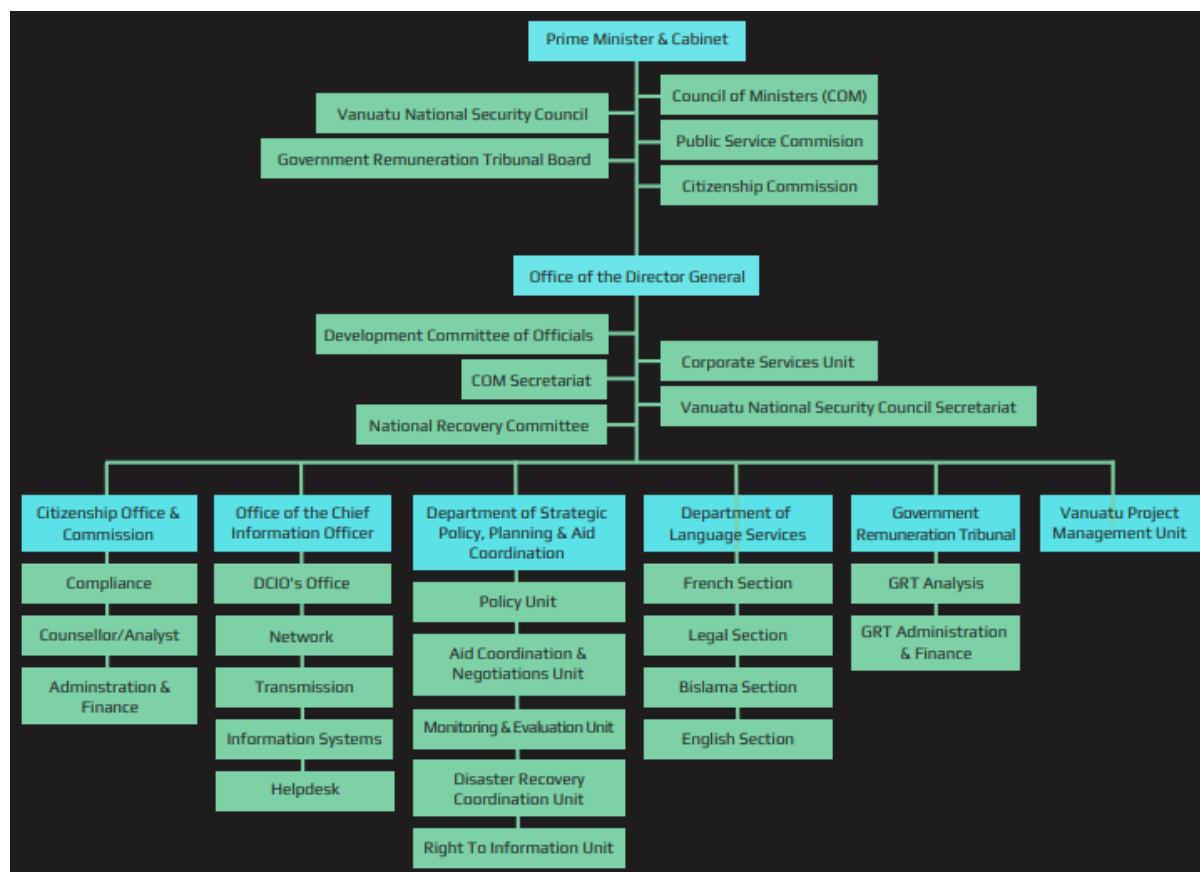 Prime Minister & Cabinet
Council of Ministers (COM)
Vanuatu National Security Council
Public Service Commision
Government Remuneration Tribunal Board
Citizenship Commission
Office of the Director General
Development Committee of Officials
Corporate Services Unit
COM Secretariat
Vanuatu National Security Council Secretariat
National Recovery Committee
Citizenship Office &
Commission
Compliance
Counsellor/Analyst
Adminstration &
Finance
Office of the Chief
Information Officer
DCIO's Office
Network
Transmission
Information Systems
Helpdesk
Department of Strategic
Policy, Planning & Aid
Coordination
Policy Unit
Aid Coordination &
Negotiations Unit
Monitoring & Evaluation Unit
Disaster Recovery
Coordination Unit
Right To Information Unit
Department of
Language Services
French Section
Legal Section
Bislama Section
English Section
Government
Remuneration Tribunal
GRT Analysis
GRT Administration
& Finance
Vanuatu Project
Management Unit